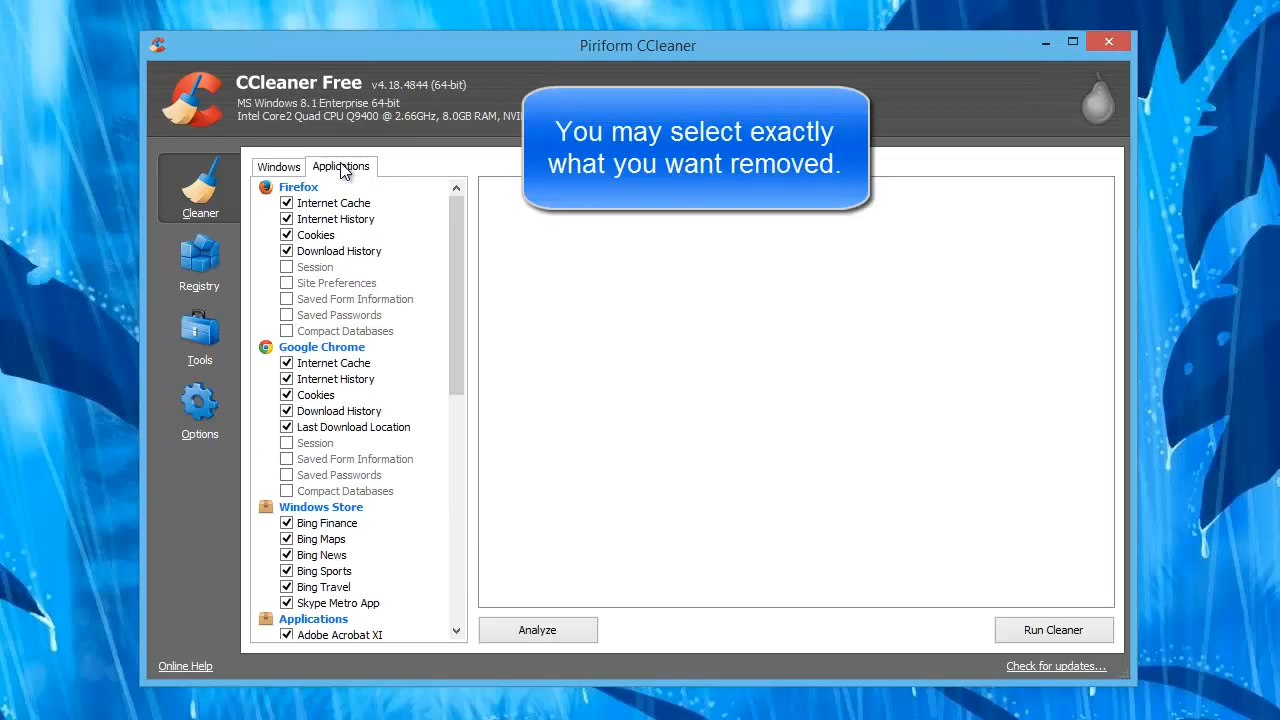 Piriform CCleaner
CCleaner Free v4.18.4844 (64-bit)
MS Windows 8.1 Enterprise 64-bit
Intel Core2 Quad CPU Q9400 @ 2.66GHz, 8.0GB RAM, NVI
You may select exactly
what you want removed.
Cleaner
Registry
Tools
Options
Windows Applications
Firefox
Internet Cache
Internet History
Cookies
Download History
Session
Site Preferences
Saved Form Information
Saved Passwords
Compact Databases
Google Chrome
Internet Cache
Internet History
Cookies
Download History
Last Download Location
Session
Saved Form Information
Saved Passwords
Compact Databases
Windows Store
Bing Finance
Bing Maps
Bing News
Bing Sports
Bing Travel
Skype Metro App
Applications
Adobe Acrobat XI
Analyze
Run Cleaner
Online Help
Check for updates...